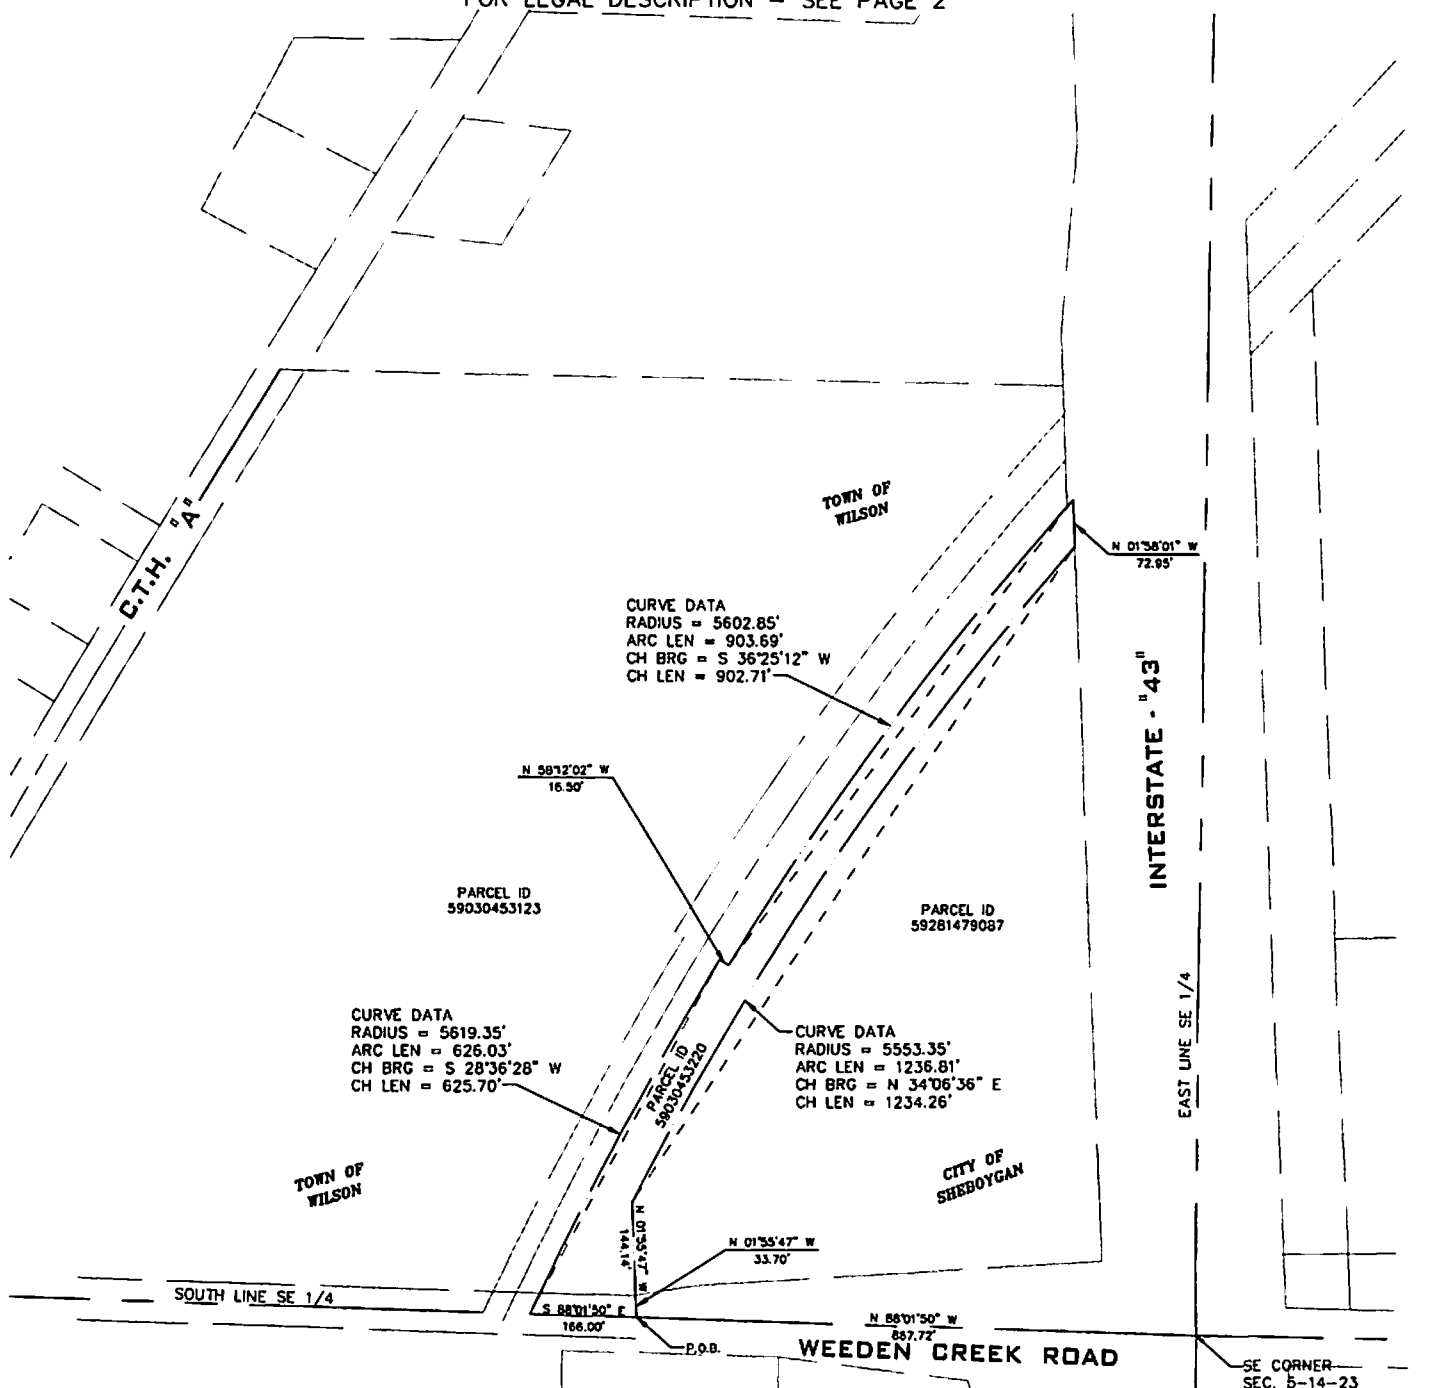 FOR LEGAL DESCRIPTION - SEE PAGE 2
TOWN OF
WILSON
C.T.H. "A"
N 01°58'01" W
72.95'
CURVE DATA
RADIUS = 5602.85'
ARC LEN = 903.69'
CH BRG = S 36°25'12" W
CH LEN = 902.71'
INTERSTATE - "43"
N 58°12'02" W
16.50'
PARCEL ID
59030453123
PARCEL ID
59281479087
EAST LINE SE 1/4
CURVE DATA
RADIUS = 5619.35'
ARC LEN = 626.03'
CH BRG = S 28°36'28" W
CH LEN = 625.70'
PARCEL ID
59030453220
CURVE DATA
RADIUS = 5553.35'
ARC LEN = 1236.81'
CH BRG = N 34°06'36" E
CH LEN = 1234.26'
TOWN OF
WILSON
CITY OF
SHEBOYGAN
N 01°55'47" W
144.14'
N 01°55'47" W
33.70'
SOUTH LINE SE 1/4
S 88°01'50" E
166.00'
N 88°01'50" W
887.72'
P.O.B.
WEEDEN CREEK ROAD
SE CORNER
SEC. 5-14-23